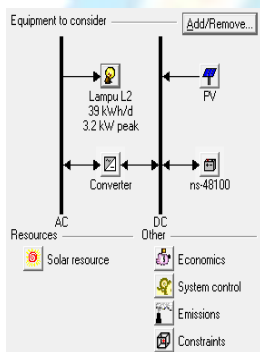 Equipment to consider
Add/Remove...
Lampu L2
39 kWh/d
3.2 kW peak
PV
Converter
ns-48100
AC
DC
Resources
Other
Solar resource
Economics
System control
Emissions
Constraints